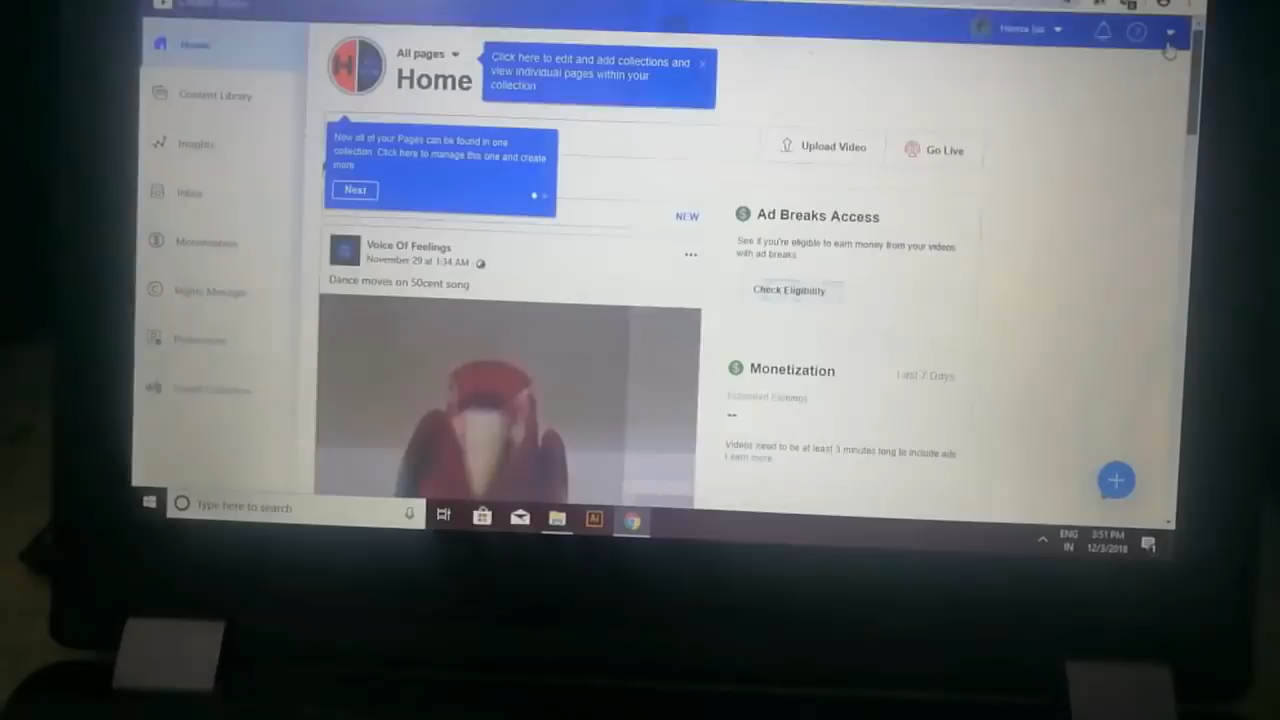 Home
All pages
Home
Click here to edit and add collections and
view individual pages within your
collection
Content Library
Now all of your Pages can be found in one
collection. Click here to manage this one and create
more
Next
Upload Video
Go Live
Insights
Inbox
NEW
Ad Breaks Access
See if you're eligible to earn money from your videos
with ad breaks
Check Eligibility
Monetization
Voice Of Feelings
November 29 at 1:34 AM
Dance moves on 50cent song
Rights Manager
Monetization
Last 7 Days
Estimated Earnings
--
Videos need to be at least 3 minutes long to include ads
Learn more
Type here to search
Ai
ENG
IN
3:51 PM
12/3/2018